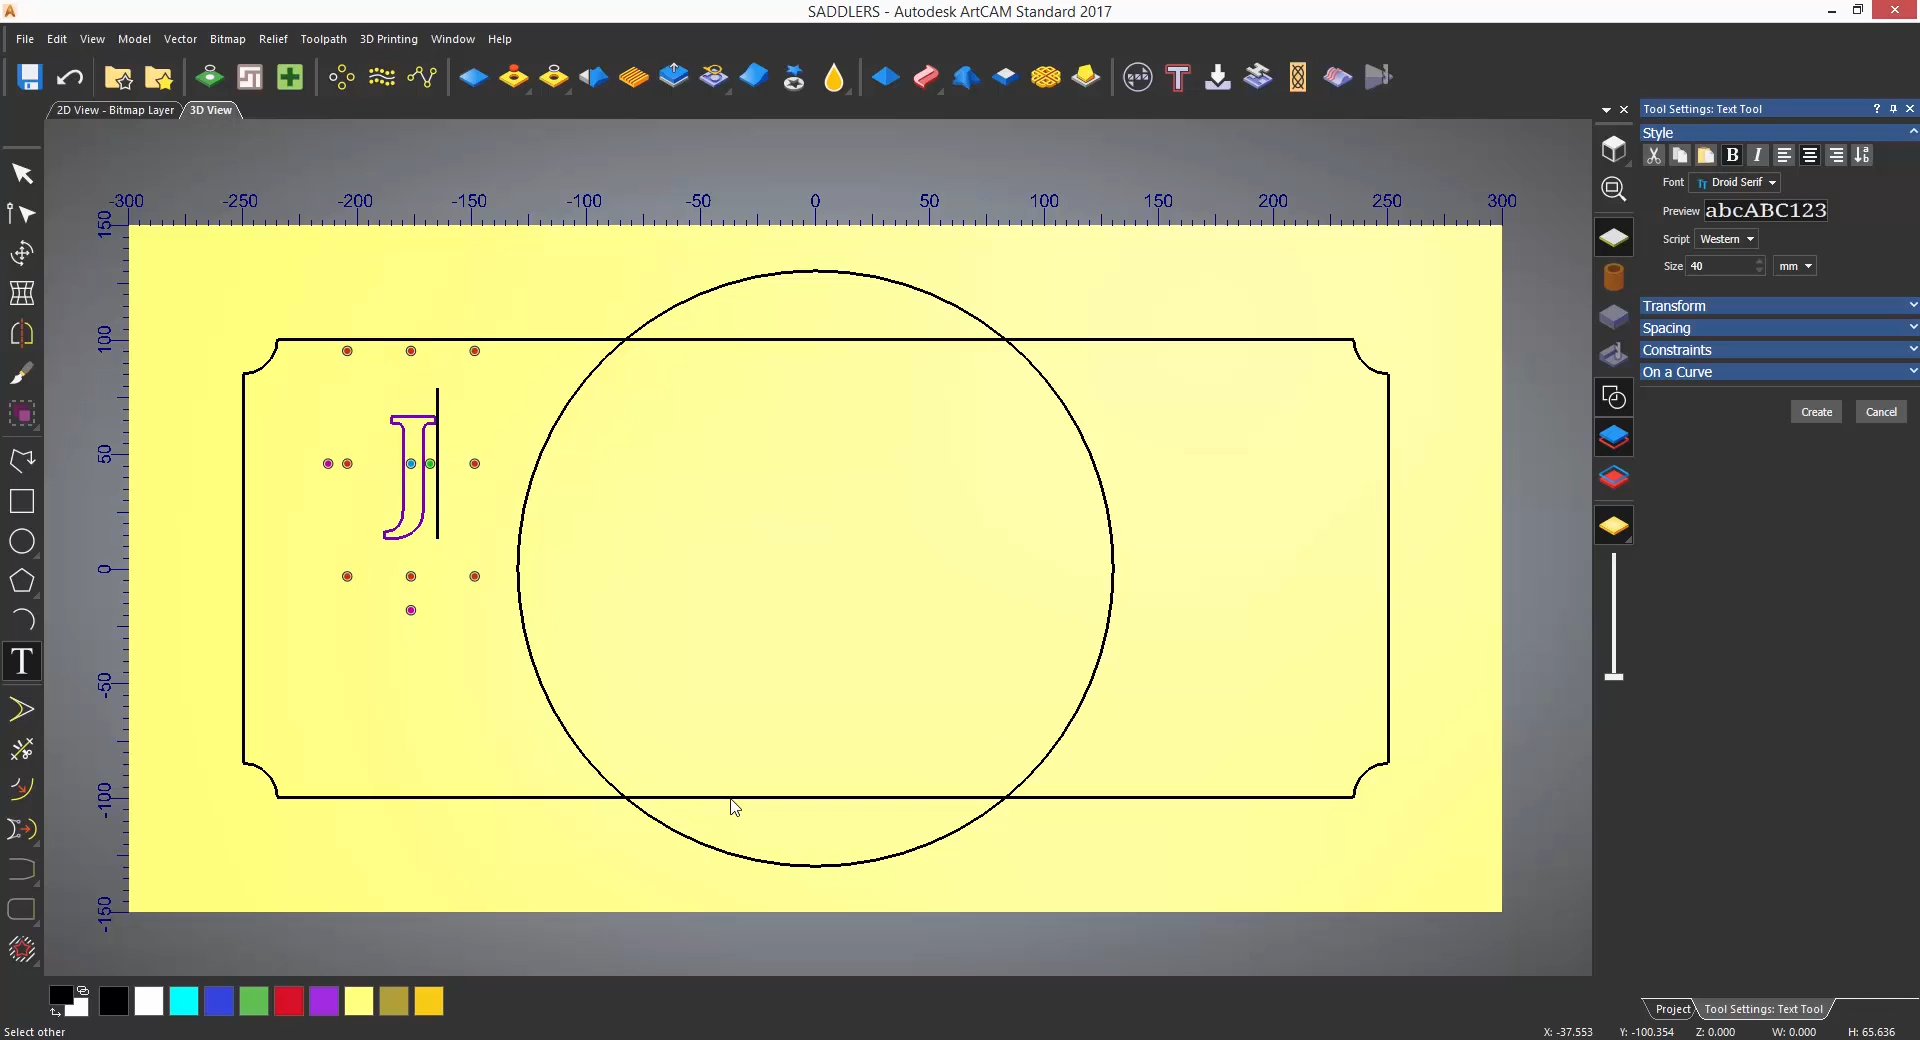 SADDLERS - Autodesk ArtCAM Standard 2017
File Edit View Model Vector Bitmap Relief Toolpath 3D Printing Window Help
2D View - Bitmap Layer 3D View
Tool Settings: Text Tool
Style
B I
Font Tt Droid Serif
Preview abcABC123
Script Western
Size 40 mm
Transform
Spacing
Constraints
On a Curve
Create Cancel
-300 -250 -200 -150 -100 -50 0 50 100 150 200 250 300
150
100
50
0
-50
-100
-150
J
T
Project Tool Settings: Text Tool
Select other
X: -37.553 Y: -100.354 Z: 0.000 W: 0.000 H: 65.636